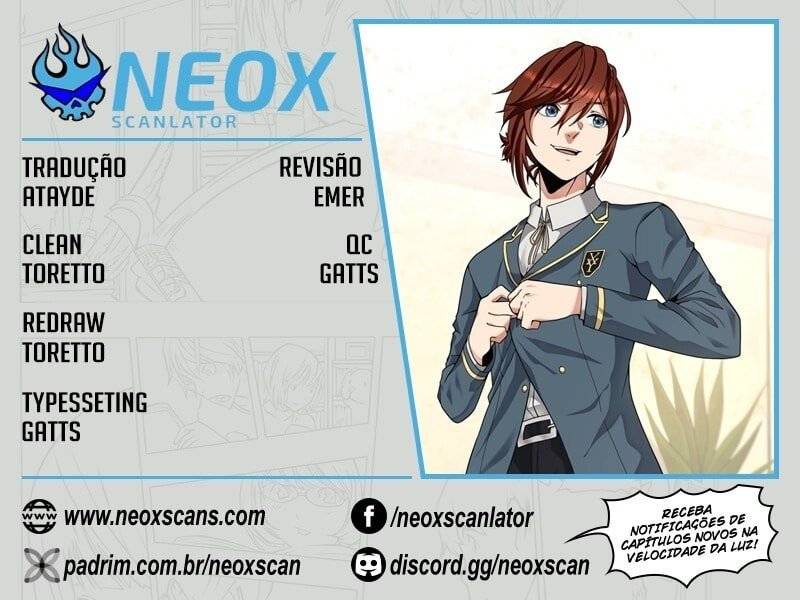 NEOX
SCANLATOR
TRADUÇÃO
ATAYDE
REVISÃO
EMER
CLEAN
TORETTO
QC
GATTS
REDRAW
TORETTO
TYPESSETING
GATTS
www.neoxscans.com
/neoxscanlator
padrim.com.br/neoxscan
discord.gg/neoxscan
RECEBA
NOTIFICAÇÕES DE
CAPÍTULOS NOVOS NA
VELOCIDADE DA LUZ!